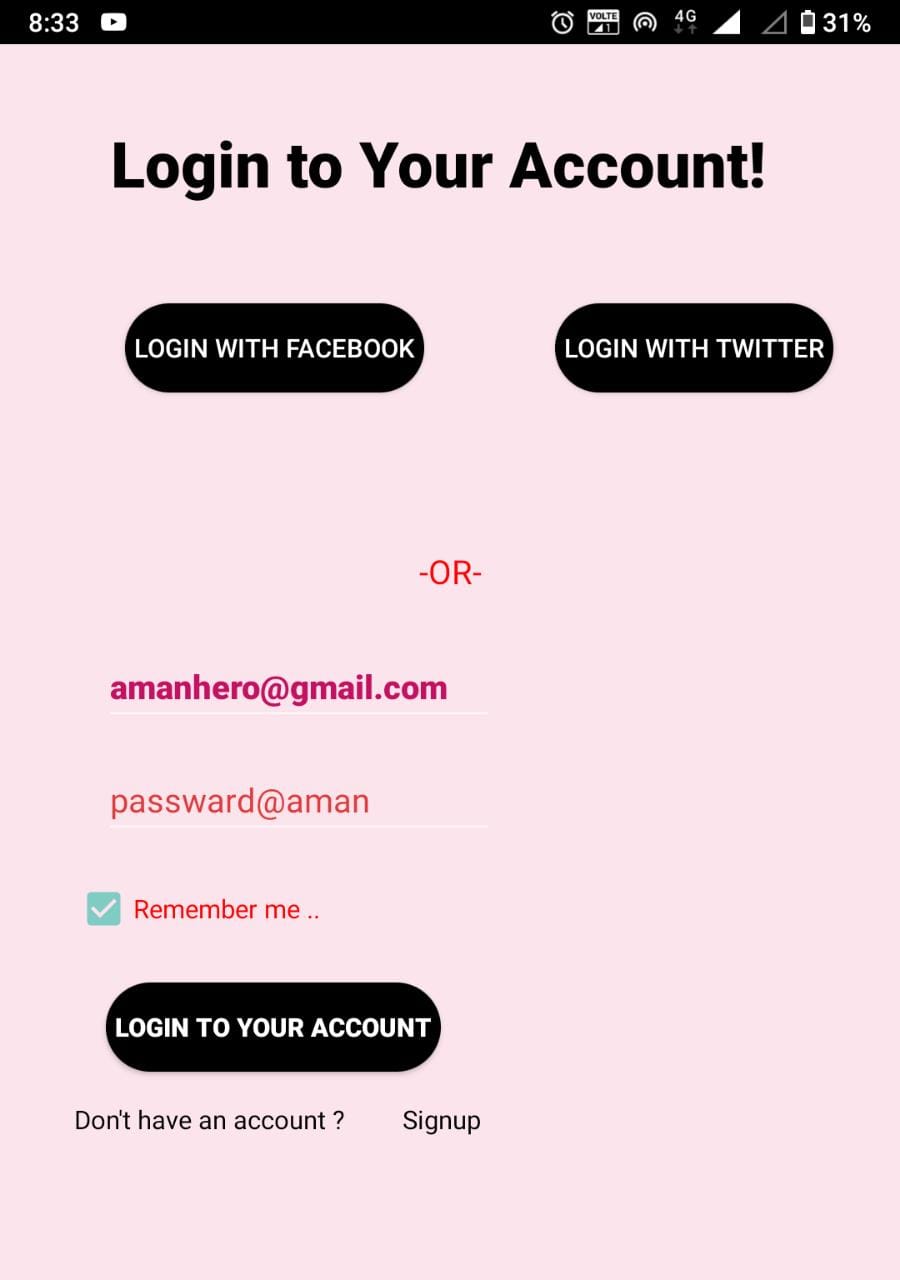 8:33 VOLTE 1 4G 31%
Login to Your Account!
LOGIN WITH FACEBOOK LOGIN WITH TWITTER
-OR-
amanhero@gmail.com
passward@aman
Remember me ..
LOGIN TO YOUR ACCOUNT
Don't have an account ? Signup